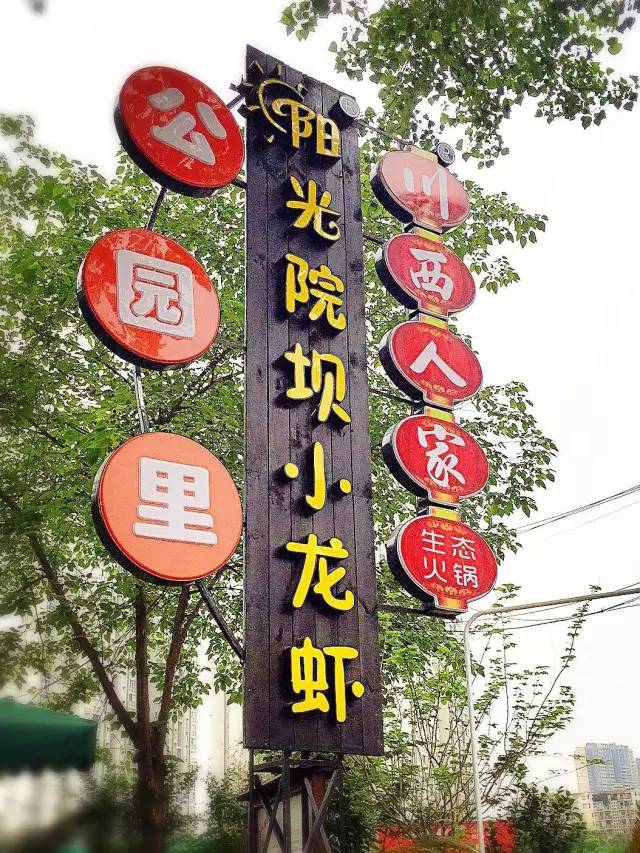 公园里
阳光院坝小龙虾
川西人家
生态
火锅